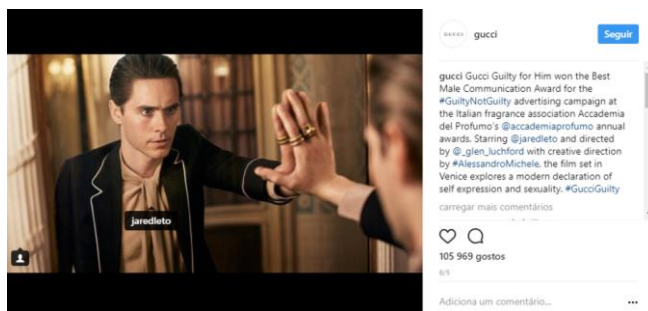 jaredleto
GUCCI
gucci
Seguir
gucci Gucci Guilty for Him won the Best
Male Communication Award for the
#GuiltyNotGuilty advertising campaign at
the Italian fragrance association Accademia
del Profumo's @accademiaprofumo annual
awards. Starring @jaredleto and directed
by @_glen_luchford with creative direction
by #AlessandroMichele, the film set in
Venice explores a modern declaration of
self expression and sexuality. #GucciGuilty
carregar mais comentários
105 969 gostos
Adiciona um comentário...